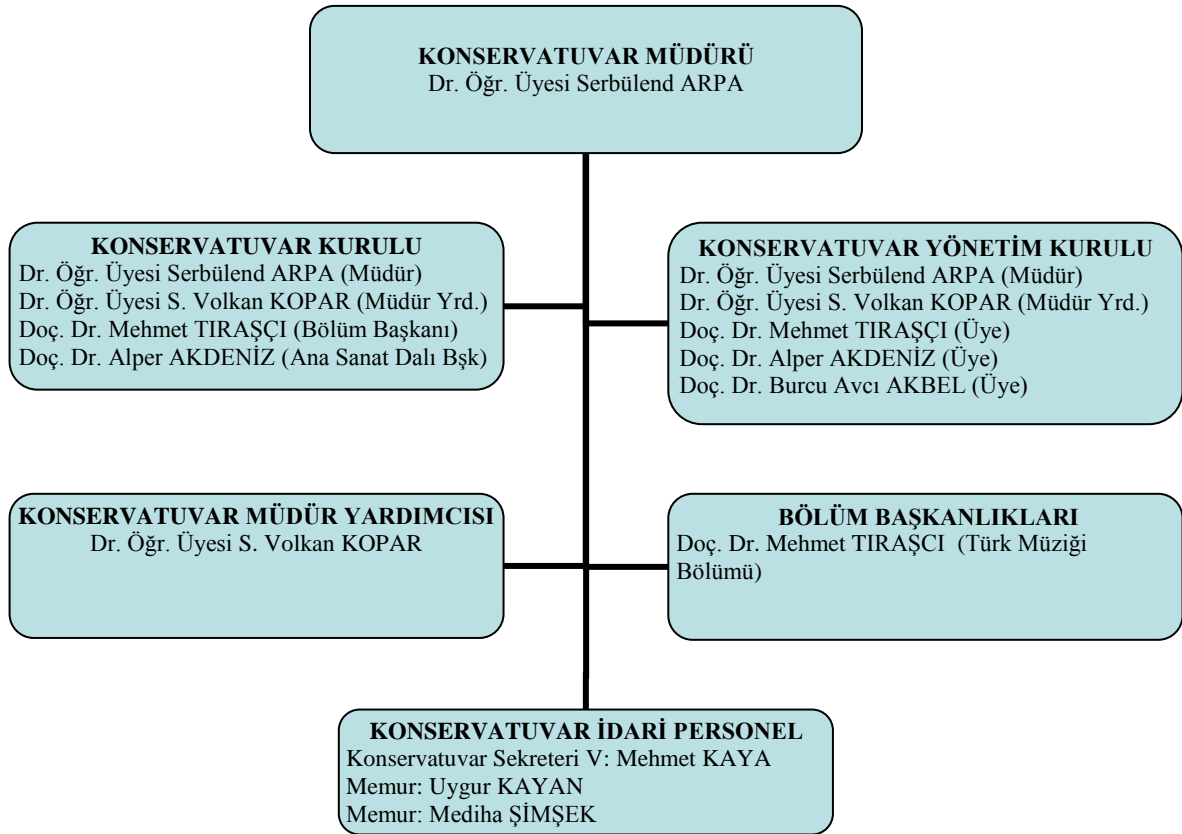 KONSERVATUVAR MÜDÜRÜ
Dr. Öğr. Üyesi Serbülend ARPA
KONSERVATUVAR KURULU
Dr. Öğr. Üyesi Serbülend ARPA (Müdür)
Dr. Öğr. Üyesi S. Volkan KOPAR (Müdür Yrd.)
Doç. Dr. Mehmet TIRAŞÇI (Bölüm Başkanı)
Doç. Dr. Alper AKDENİZ (Ana Sanat Dalı Bşk)
KONSERVATUVAR YÖNETİM KURULU
Dr. Öğr. Üyesi Serbülend ARPA (Müdür)
Dr. Öğr. Üyesi S. Volkan KOPAR (Müdür Yrd.)
Doç. Dr. Mehmet TIRAŞÇI (Üye)
Doç. Dr. Alper AKDENİZ (Üye)
Doç. Dr. Burcu Avcı AKBEL (Üye)
KONSERVATUVAR MÜDÜR YARDIMCISI
Dr. Öğr. Üyesi S. Volkan KOPAR
BÖLÜM BAŞKANLIKLARI
Doç. Dr. Mehmet TIRAŞCI (Türk Müziği
Bölümü)
KONSERVATUVAR İDARİ PERSONEL
Konservatuvar Sekreteri V: Mehmet KAYA
Memur: Uygur KAYAN
Memur: Mediha ŞİMŞEK